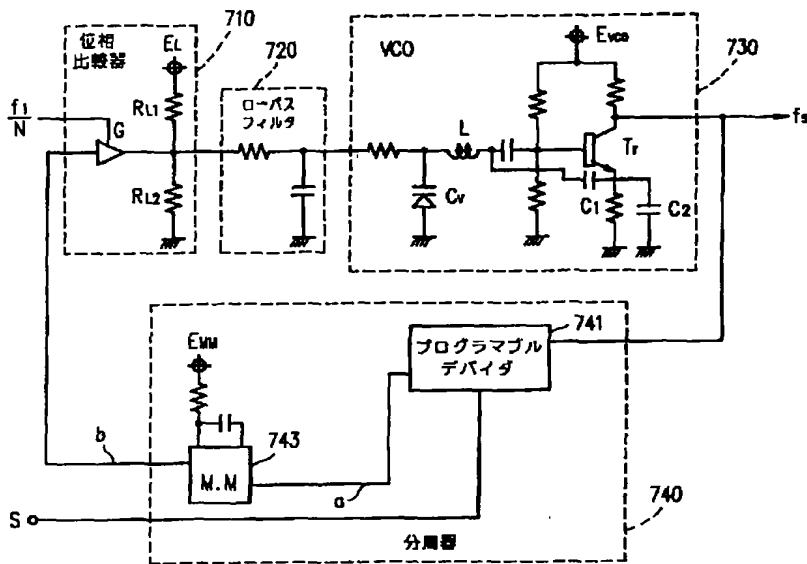 710
位相
比較器
EL
RL1
f1
N
G
RL2
720
ローパス
フィルタ
VCO
Evco
730
L
Tr
Cv
C1
C2
fs
741
プログラマブル
デバイダ
EMM
743
M.M
b
a
S
740
分周器